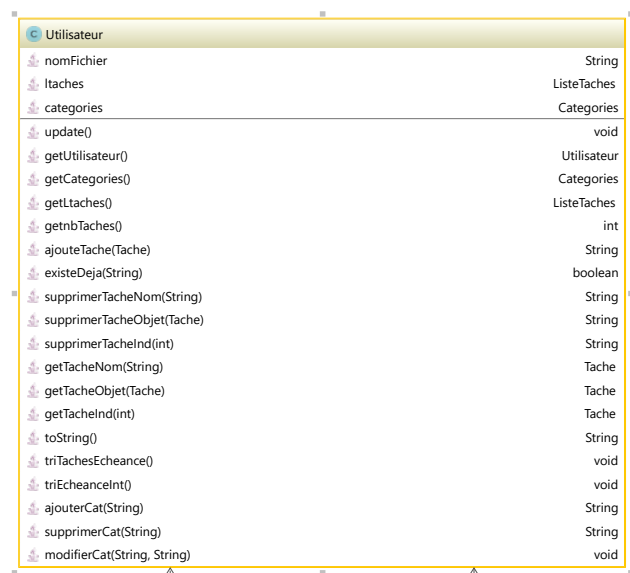 C Utilisateur
nomFichier String
ltaches ListeTaches
categories Categories
update() void
getUtilisateur() Utilisateur
getCategories() Categories
getLtaches() ListeTaches
getnbTaches() int
ajouteTache(Tache) String
existeDeja(String) boolean
supprimerTacheNom(String) String
supprimerTacheObjet(Tache) String
supprimerTacheInd(int) String
getTacheNom(String) Tache
getTacheObjet(Tache) Tache
getTacheInd(int) Tache
toString() String
triTachesEcheance() void
triEcheanceInt() void
ajouterCat(String) String
supprimerCat(String) String
modifierCat(String, String) void